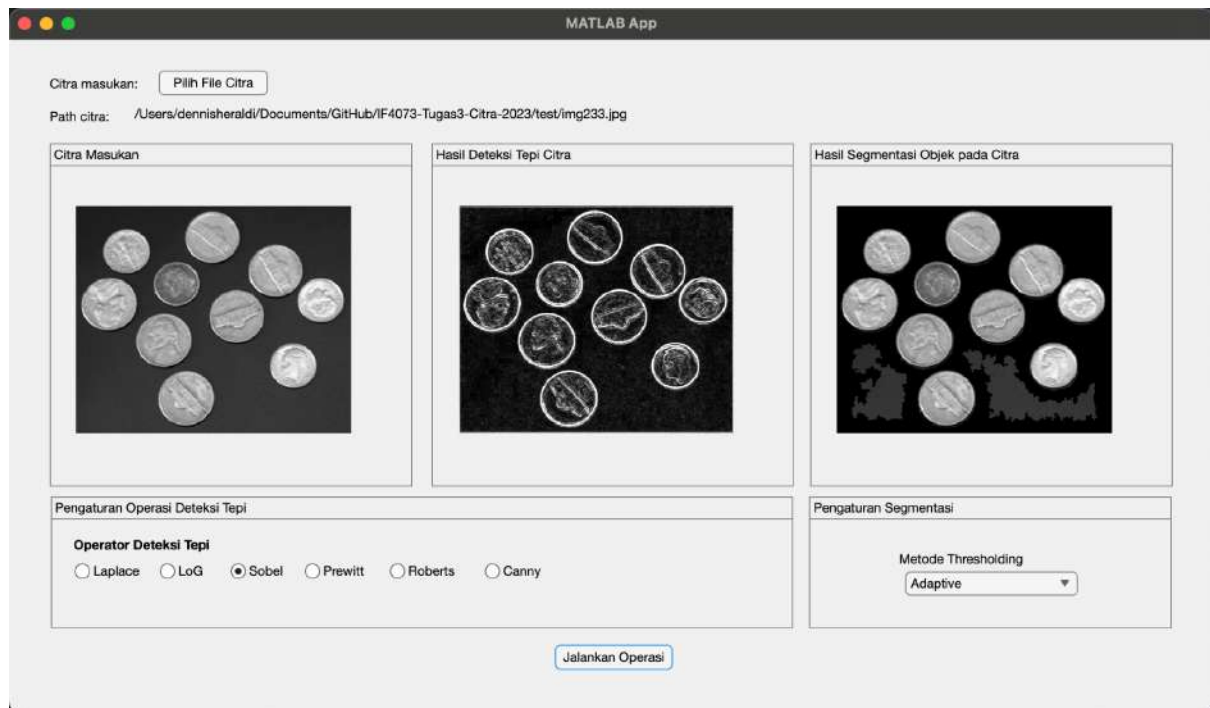 MATLAB App
Citra masukan: Pilih File Citra
Path citra: /Users/dennisheraldi/Documents/GitHub/IF4073-Tugas3-Citra-2023/test/img233.jpg
Citra Masukan
Hasil Deteksi Tepi Citra
Hasil Segmentasi Objek pada Citra
Pengaturan Operasi Deteksi Tepi
Operator Deteksi Tepi
Laplace LoG Sobel Prewitt Roberts Canny
Pengaturan Segmentasi
Metode Thresholding
Adaptive
Jalankan Operasi